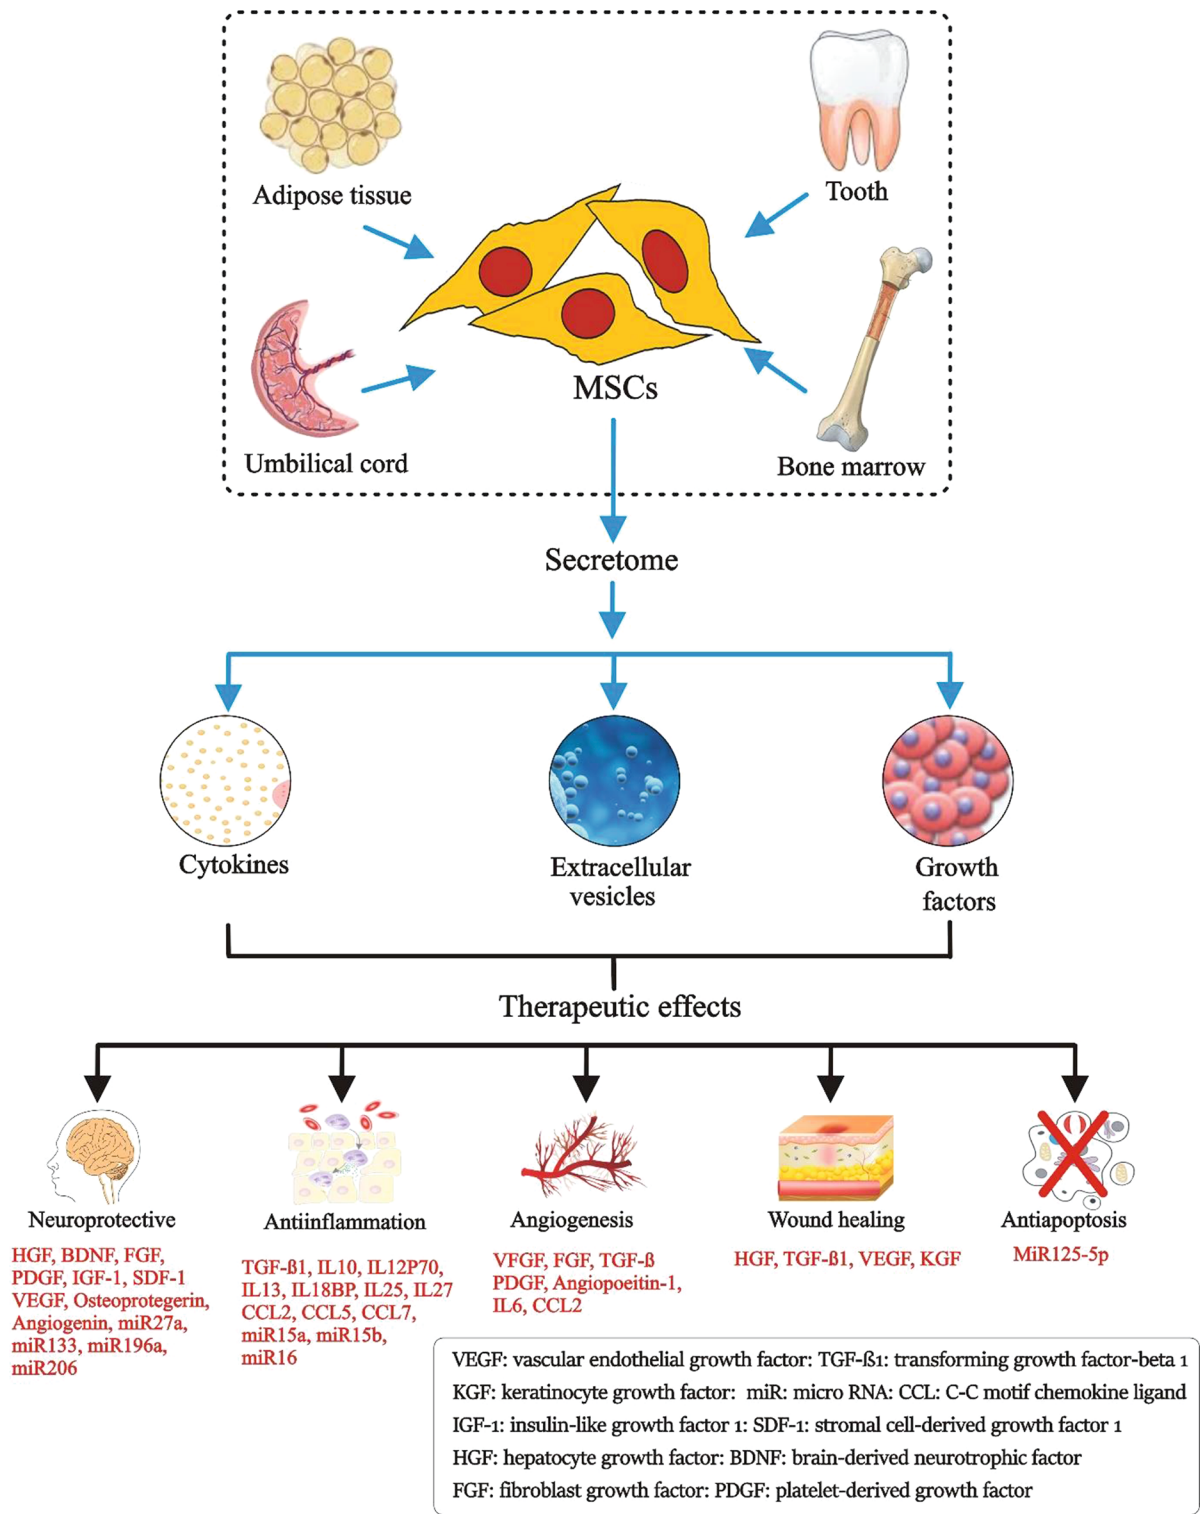 Adipose tissue
Tooth
MSCs
Umbilical cord
Bone marrow
Secretome
Cytokines
Extracellular
vesicles
Growth
factors
Therapeutic effects
Neuroprotective
HGF, BDNF, FGF,
PDGF, IGF-1, SDF-1
VEGF, Osteoprotegerin,
Angiogenin, miR27a,
miR133, miR196a,
miR206
Antiinflammation
TGF-ß1, IL10, IL12P70,
IL13, IL18BP, IL25, IL27
CCL2, CCL5, CCL7,
miR15a, miR15b,
miR16
Angiogenesis
VFGF, FGF, TGF-ß
PDGF, Angiopoeitin-1,
IL6, CCL2
Wound healing
HGF, TGF-ß1, VEGF, KGF
Antiapoptosis
MiR125-5p
VEGF: vascular endothelial growth factor: TGF-ß1: transforming growth factor-beta 1
KGF: keratinocyte growth factor: miR: micro RNA: CCL: C-C motif chemokine ligand
IGF-1: insulin-like growth factor 1: SDF-1: stromal cell-derived growth factor 1
HGF: hepatocyte growth factor: BDNF: brain-derived neurotrophic factor
FGF: fibroblast growth factor: PDGF: platelet-derived growth factor